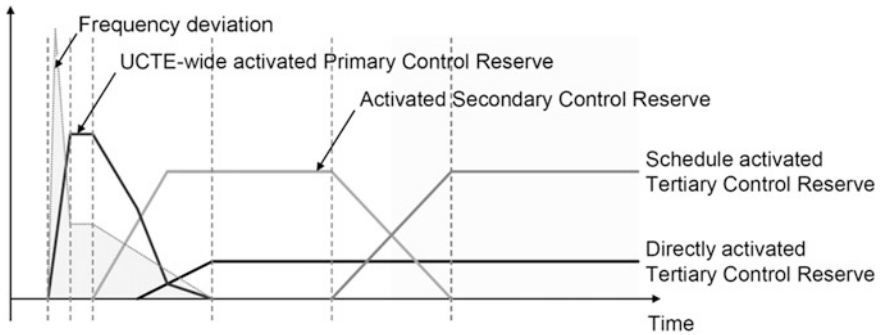 Frequency deviation
UCTE-wide activated Primary Control Reserve
Activated Secondary Control Reserve
Schedule activated
Tertiary Control Reserve
Directly activated
Tertiary Control Reserve
Time